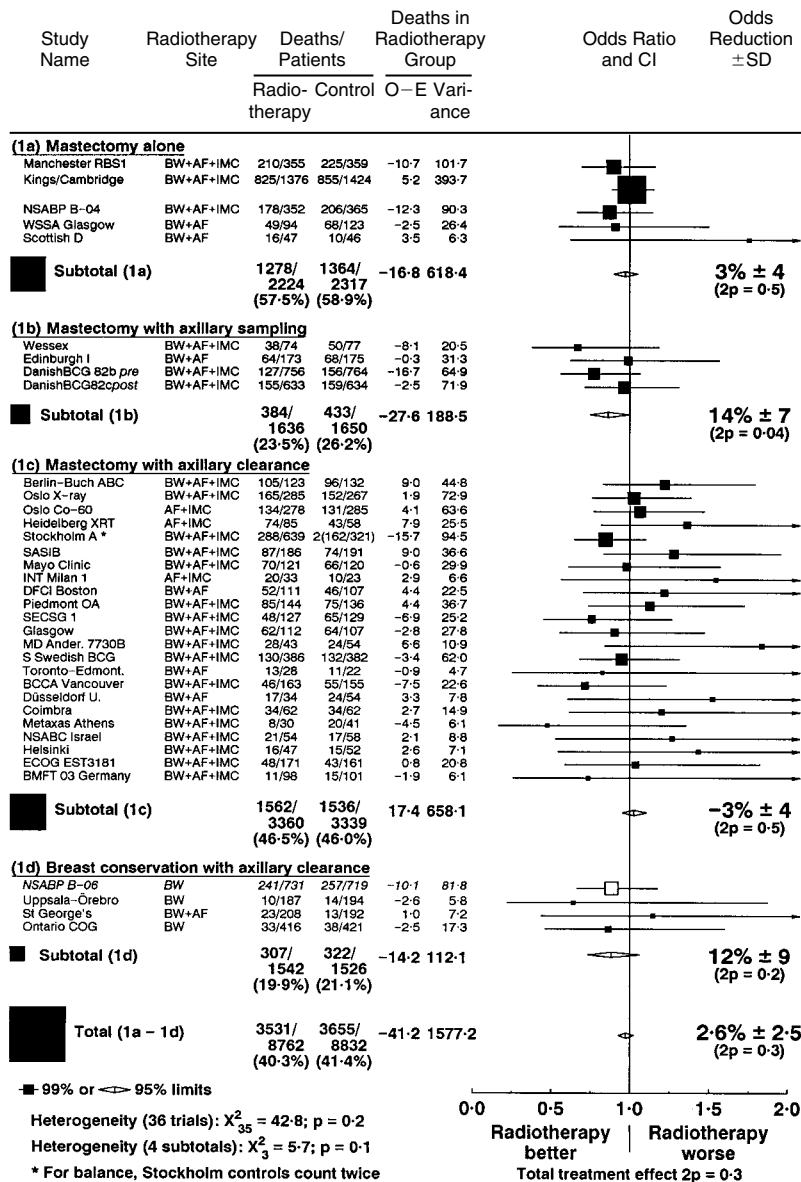 Study Name Radiotherapy Site Deaths/Patients Deaths in Radiotherapy Group Odds Ratio and CI Odds Reduction ±SD
Radiotherapy Control O−E Variance
(1a) Mastectomy alone
Manchester RBS1 BW+AF+IMC 210/355 225/359 −10·7 101·7
Kings/Cambridge BW+AF+IMC 825/1376 855/1424 5·2 393·7
NSABP B−04 BW+AF+IMC 178/352 206/365 −12·3 90·3
WSSA Glasgow BW+AF 49/94 68/123 −2·5 26·4
Scottish D BW+AF 16/47 10/46 3·5 6·3
Subtotal (1a) 1278/2224 1364/2317 −16·8 618·4 3% ± 4
(57·5%) (58·9%) (2p = 0·5)
(1b) Mastectomy with axillary sampling
Wessex BW+AF+IMC 38/74 50/77 −8·1 20·5
Edinburgh I BW+AF 64/173 68/175 −0·3 31·3
DanishBCG 82b pre BW+AF+IMC 127/756 156/764 −16·7 64·9
DanishBCG82cpost BW+AF+IMC 155/633 159/634 −2·5 71·9
Subtotal (1b) 384/1636 433/1650 −27·6 188·5 14% ± 7
(23·5%) (26·2%) (2p = 0·04)
(1c) Mastectomy with axillary clearance
Berlin−Buch ABC BW+AF+IMC 105/123 96/132 9·0 44·8
Oslo X−ray BW+AF+IMC 165/285 152/267 1·9 72·9
Oslo Co−60 AF+IMC 134/278 131/285 4·1 63·6
Heidelberg XRT AF+IMC 74/85 43/58 7·9 25·5
Stockholm A * BW+AF+IMC 288/639 2(162/321) −15·7 94·5
SASIB BW+AF+IMC 87/186 74/191 9·0 36·6
Mayo Clinic BW+AF+IMC 70/121 66/120 −0·6 29·9
INT Milan 1 AF+IMC 20/33 10/23 2·9 6·6
DFCI Boston BW+AF 52/111 46/107 4·4 22·5
Piedmont OA BW+AF+IMC 85/144 75/136 4·4 36·7
SECSG 1 BW+AF+IMC 48/127 65/129 −6·9 25·2
Glasgow BW+AF+IMC 62/112 64/107 −2·8 27·8
MD Ander. 7730B BW+AF+IMC 28/43 24/54 6·6 10·9
S Swedish BCG BW+AF+IMC 130/386 132/382 −3·4 62·0
Toronto−Edmont. BW+AF 13/28 11/22 −0·9 4·7
BCCA Vancouver BW+AF+IMC 46/163 55/155 −7·5 22·6
Düsseldorf U. BW+AF 17/34 24/54 3·3 7·8
Coimbra BW+AF+IMC 34/62 34/62 2·7 14·9
Metaxas Athens BW+AF+IMC 8/30 20/41 −4·5 6·1
NSABC Israel BW+AF+IMC 21/54 17/58 2·1 8·8
Helsinki BW+AF+IMC 16/47 15/52 2·6 7·1
ECOG EST3181 BW+AF+IMC 48/171 43/161 0·8 20·8
BMFT 03 Germany BW+AF+IMC 11/98 15/101 −1·9 6·1
Subtotal (1c) 1562/3360 1536/3339 17·4 658·1 −3% ± 4
(46·5%) (46·0%) (2p = 0·5)
(1d) Breast conservation with axillary clearance
NSABP B−06 BW 241/731 257/719 −10·1 81·8
Uppsala−Örebro BW 10/187 14/194 −2·6 5·8
St George's BW+AF 23/208 13/192 1·0 7·2
Ontario COG BW 33/416 38/421 −2·5 17·3
Subtotal (1d) 307/1542 322/1526 −14·2 112·1 12% ± 9
(19·9%) (21·1%) (2p = 0·2)
Total (1a − 1d) 3531/8762 3655/8832 −41·2 1577·2 2·6% ± 2·5
(40·3%) (41·4%) (2p = 0·3)
99% or 95% limits
0·0 0·5 1·0 1·5 2·0
Heterogeneity (36 trials): X²₃₅ = 42·8; p = 0·2
Radiotherapy better Radiotherapy worse
Heterogeneity (4 subtotals): X²₃ = 5·7; p = 0·1
* For balance, Stockholm controls count twice
Total treatment effect 2p = 0·3